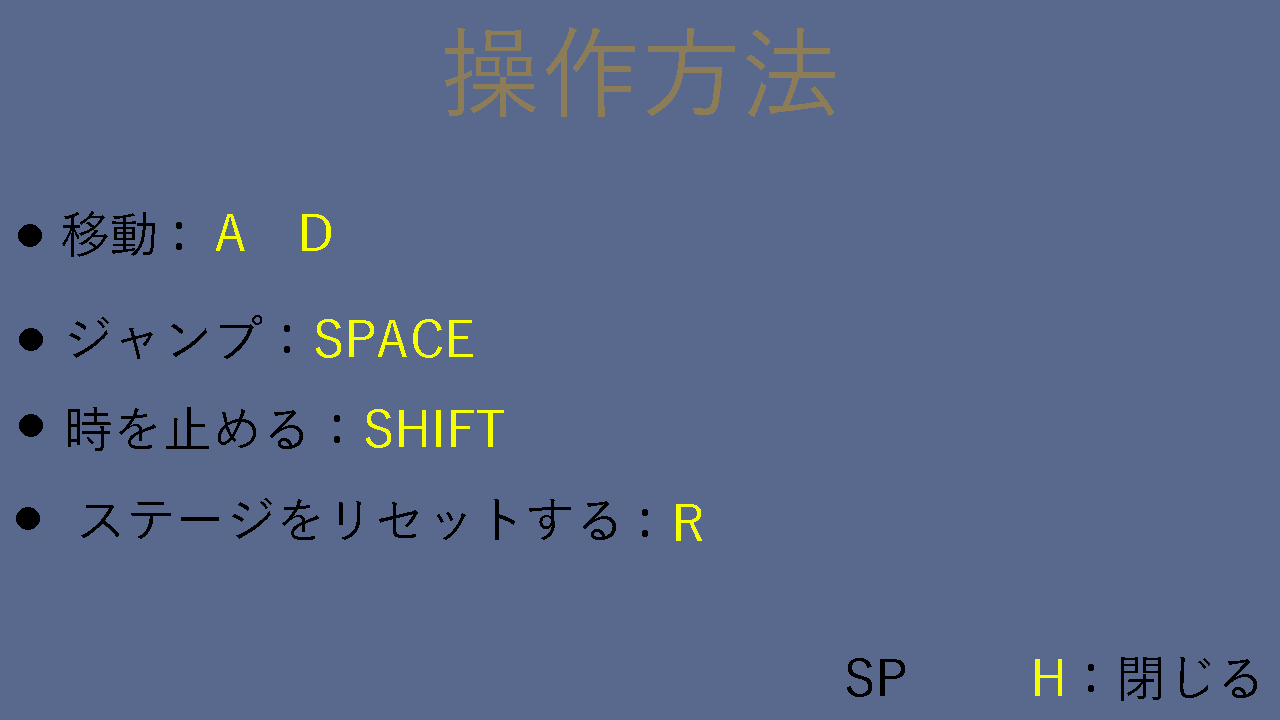 操作方法
● 移動： A D
● ジャンプ：SPACE
● 時を止める：SHIFT
● ステージをリセットする：R
SP H：閉じる